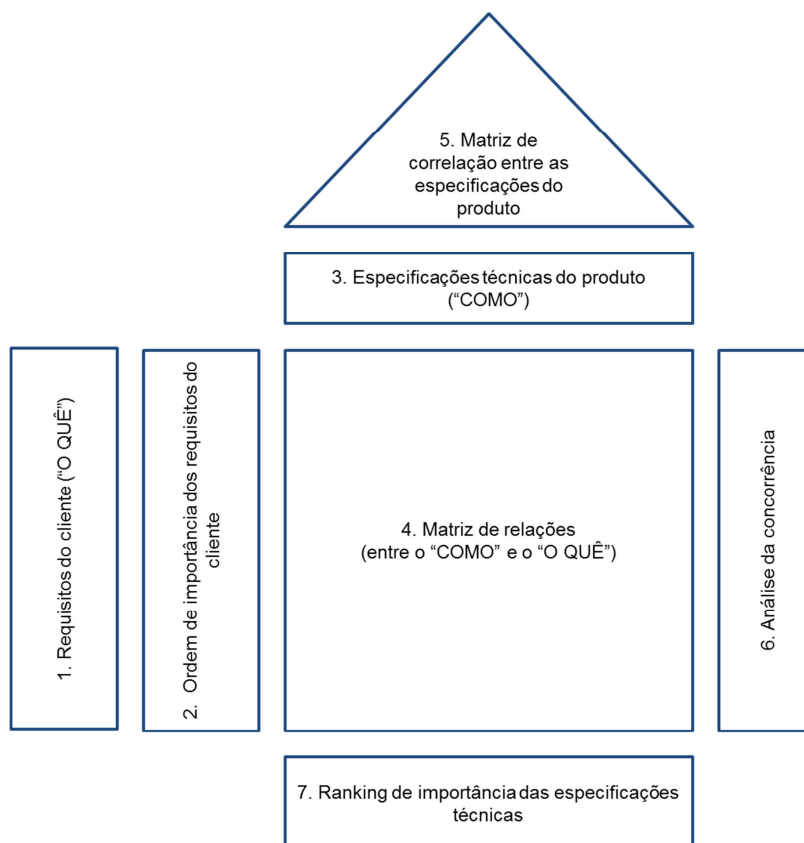 5. Matriz de
correlação entre as
especificações do
produto
3. Especificações técnicas do produto
(“COMO”)
1. Requisitos do cliente (“O QUÊ”)
2. Ordem de importância dos requisitos do
cliente
4. Matriz de relações
(entre o “COMO” e o “O QUÊ”)
6. Análise da concorrência
7. Ranking de importância das especificações
técnicas